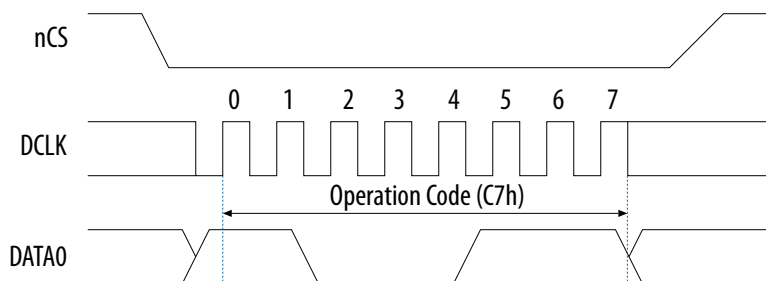 nCS
0 1 2 3 4 5 6 7
DCLK
Operation Code (C7h)
DATA0